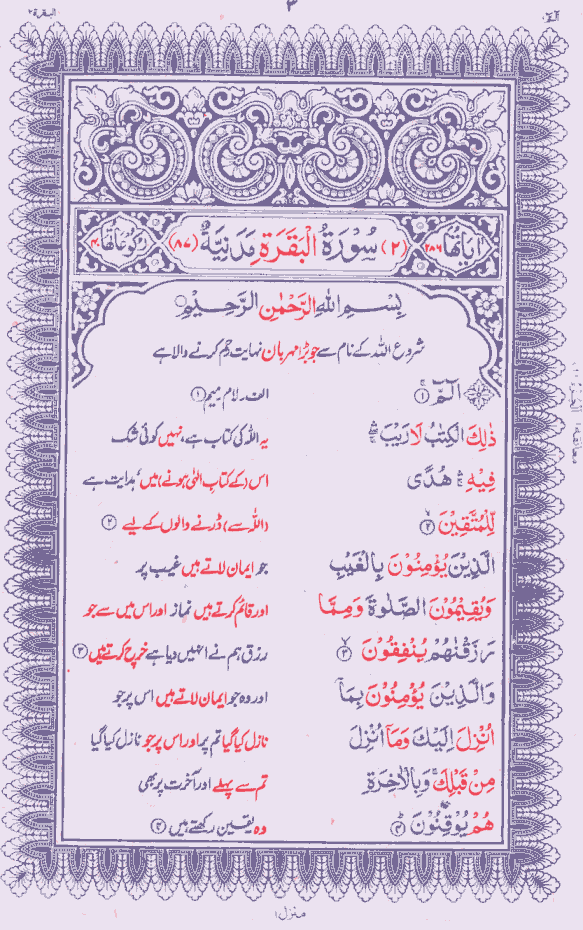 البقرة ٢
٣
الٓمّٓ ١
اٰيَاتُهَا ٢٨٦
(٢) سُوْرَةُ الْبَقَرَةِ مَدَنِيَّةٌ (٨٧)
رُكُوْعَاتُهَا ٤٠
بِسْمِ اللّٰهِ الرَّحْمٰنِ الرَّحِيْمِ
شروع اللہ کے نام سے جو بڑا مہربان نہایت رحم کرنے والا ہے
الٓمّٓ ۚ ﴿١﴾ الف۔ لام۔ میم ﴿١﴾
ذٰلِكَ الْكِتٰبُ لَا رَيْبَ یہ اللہ کی کتاب ہے، نہیں کوئی شک
فِيْهِ هُدًى اس (کے کتابِ الٰہی ہونے) میں، ہدایت ہے
لِّلْمُتَّقِيْنَ ﴿٢﴾ (اللہ سے) ڈرنے والوں کے لیے ﴿٢﴾
الَّذِيْنَ يُؤْمِنُوْنَ بِالْغَيْبِ جو ایمان لاتے ہیں غیب پر
وَيُقِيْمُوْنَ الصَّلٰوةَ وَمِمَّا اور قائم کرتے ہیں نماز اور اس میں سے جو
رَزَقْنٰهُمْ يُنْفِقُوْنَ ﴿٣﴾ رزق ہم نے انہیں دیا ہے خرچ کرتے ہیں ﴿٣﴾
وَالَّذِيْنَ يُؤْمِنُوْنَ بِمَآ اور وہ جو ایمان لاتے ہیں اس پر جو
اُنْزِلَ اِلَيْكَ وَمَآ اُنْزِلَ نازل کیا گیا تم پر اور اس پر جو نازل کیا گیا
مِنْ قَبْلِكَ وَبِالْاٰخِرَةِ تم سے پہلے اور آخرت پر بھی
هُمْ يُوْقِنُوْنَ ﴿٤﴾ وہ یقین رکھتے ہیں ﴿٤﴾
منزل ١